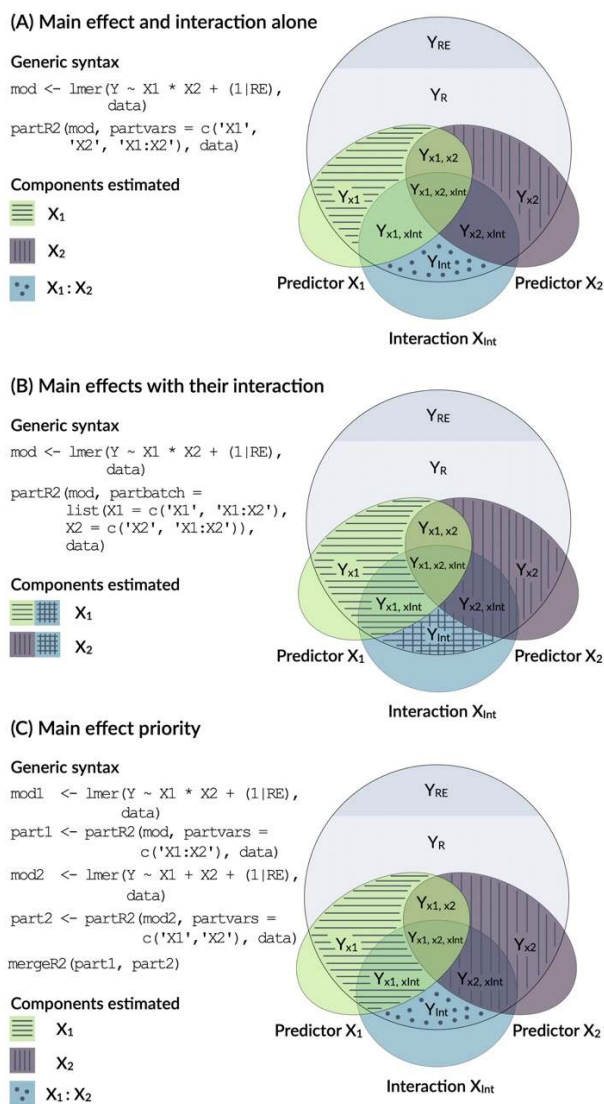 (A) Main effect and interaction alone
Generic syntax
mod <- lmer(Y ~ X1 * X2 + (1|RE),
data)
partR2(mod, partvars = c('X1',
'X2', 'X1:X2'), data)
Components estimated
X1
X2
X1:X2
YRE
YR
Yx1, x2
Yx1
Yx1, x2, xInt
Yx2
Yx1, xInt
Yx2, xInt
YInt
Predictor X1
Predictor X2
Interaction XInt
(B) Main effects with their interaction
Generic syntax
mod <- lmer(Y ~ X1 * X2 + (1|RE),
data)
partR2(mod, partbatch =
list(X1 = c('X1', 'X1:X2'),
X2 = c('X2', 'X1:X2')),
data)
Components estimated
X1
X2
YRE
YR
Yx1, x2
Yx1
Yx1, x2, xInt
Yx2
Yx1, xInt
Yx2, xInt
YInt
Predictor X1
Predictor X2
Interaction XInt
(C) Main effect priority
Generic syntax
mod1 <- lmer(Y ~ X1 * X2 + (1|RE),
data)
part1 <- partR2(mod, partvars =
c('X1:X2'), data)
mod2 <- lmer(Y ~ X1 + X2 + (1|RE),
data)
part2 <- partR2(mod2, partvars =
c('X1','X2'), data)
mergeR2(part1, part2)
Components estimated
X1
X2
X1:X2
YRE
YR
Yx1, x2
Yx1
Yx1, x2, xInt
Yx2
Yx1, xInt
Yx2, xInt
YInt
Predictor X1
Predictor X2
Interaction XInt